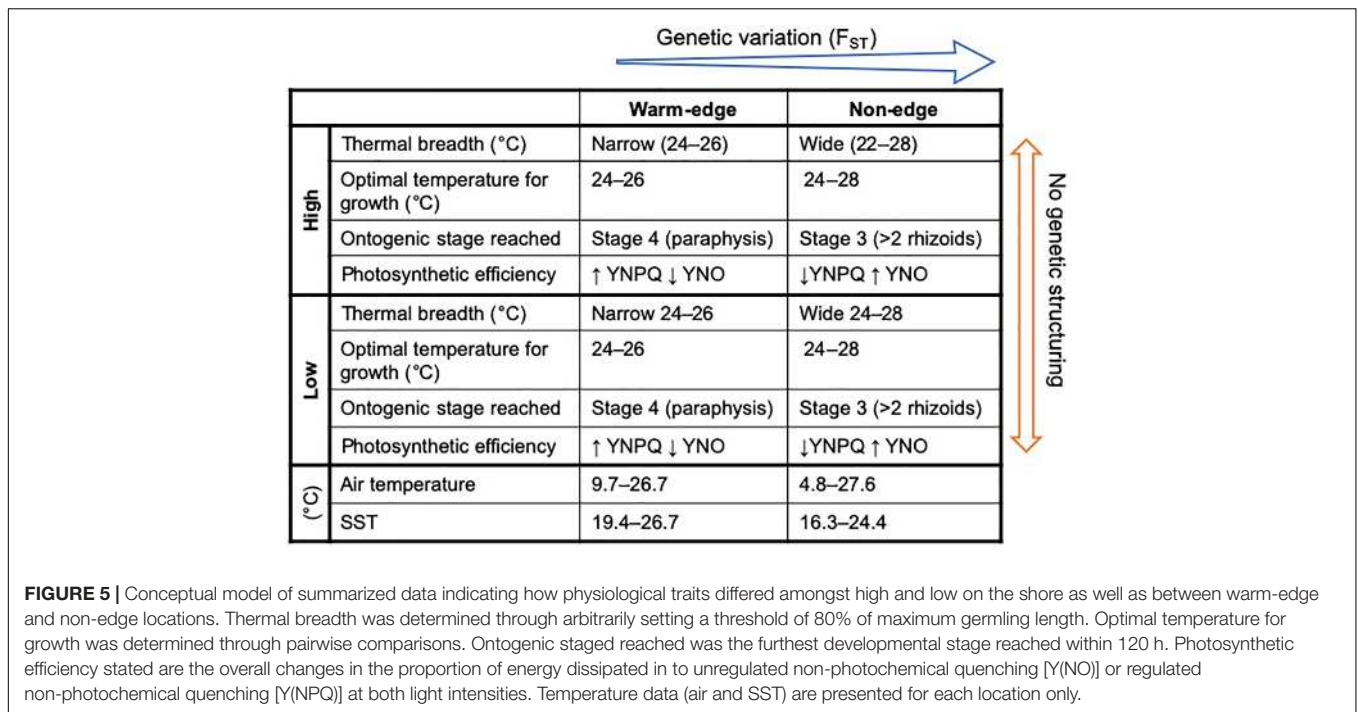 Genetic variation (FST)
Warm-edge Non-edge
High
Thermal breadth (°C) Narrow (24–26) Wide (22–28)
Optimal temperature for growth (°C) 24–26 24–28
Ontogenic stage reached Stage 4 (paraphysis) Stage 3 (>2 rhizoids)
Photosynthetic efficiency ↑ YNPQ ↓ YNO ↓YNPQ ↑ YNO
Low
Thermal breadth (°C) Narrow 24–26 Wide 24–28
Optimal temperature for growth (°C) 24–26 24–28
Ontogenic stage reached Stage 4 (paraphysis) Stage 3 (>2 rhizoids)
Photosynthetic efficiency ↑ YNPQ ↓ YNO ↓YNPQ ↑ YNO
(°C)
Air temperature 9.7–26.7 4.8–27.6
SST 19.4–26.7 16.3–24.4
No genetic structuring
FIGURE 5 | Conceptual model of summarized data indicating how physiological traits differed amongst high and low on the shore as well as between warm-edge
and non-edge locations. Thermal breadth was determined through arbitrarily setting a threshold of 80% of maximum germling length. Optimal temperature for
growth was determined through pairwise comparisons. Ontogenic staged reached was the furthest developmental stage reached within 120 h. Photosynthetic
efficiency stated are the overall changes in the proportion of energy dissipated in to unregulated non-photochemical quenching [Y(NO)] or regulated
non-photochemical quenching [Y(NPQ)] at both light intensities. Temperature data (air and SST) are presented for each location only.